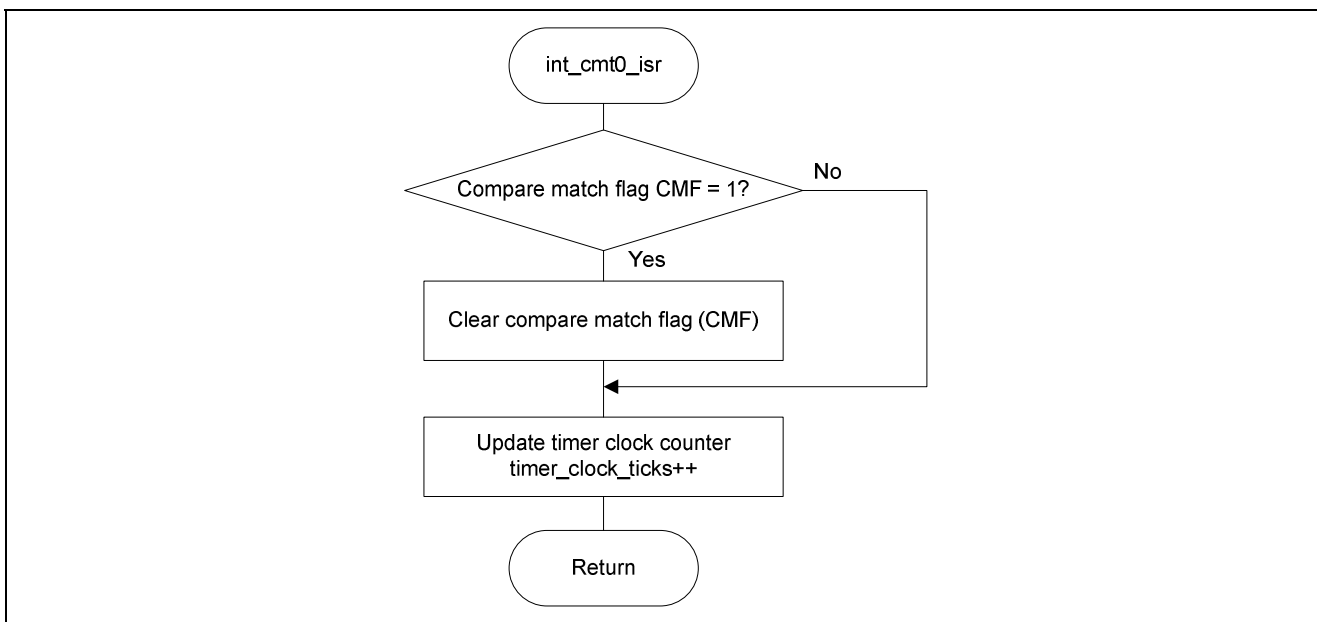 int_cmt0_isr
Compare match flag CMF = 1?
No
Yes
Clear compare match flag (CMF)
Update timer clock counter
timer_clock_ticks++
Return